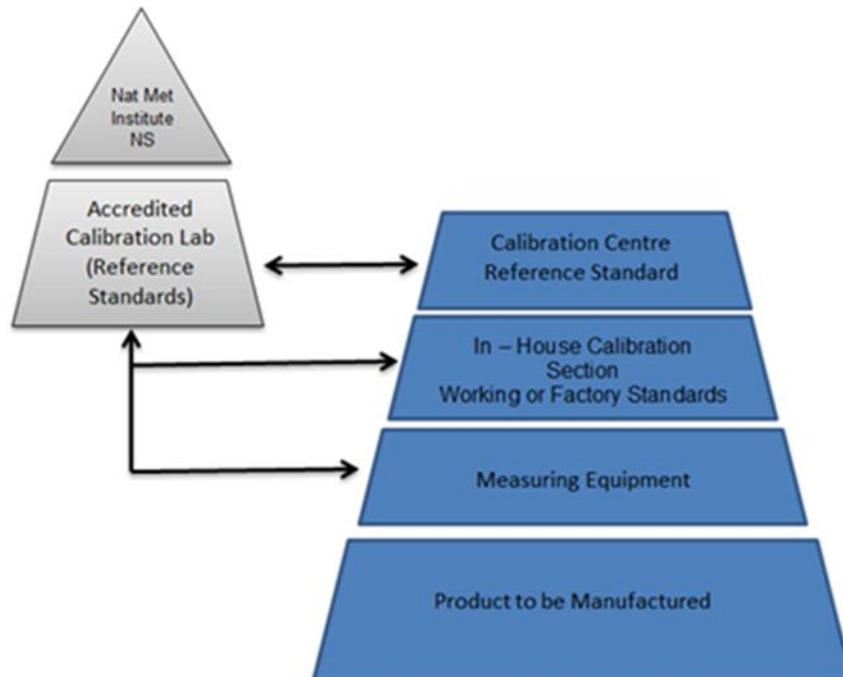 Nat Met
Institute
NS
Accredited
Calibration Lab
(Reference
Standards)
Calibration Centre
Reference Standard
In – House Calibration
Section
Working or Factory Standards
Measuring Equipment
Product to be Manufactured